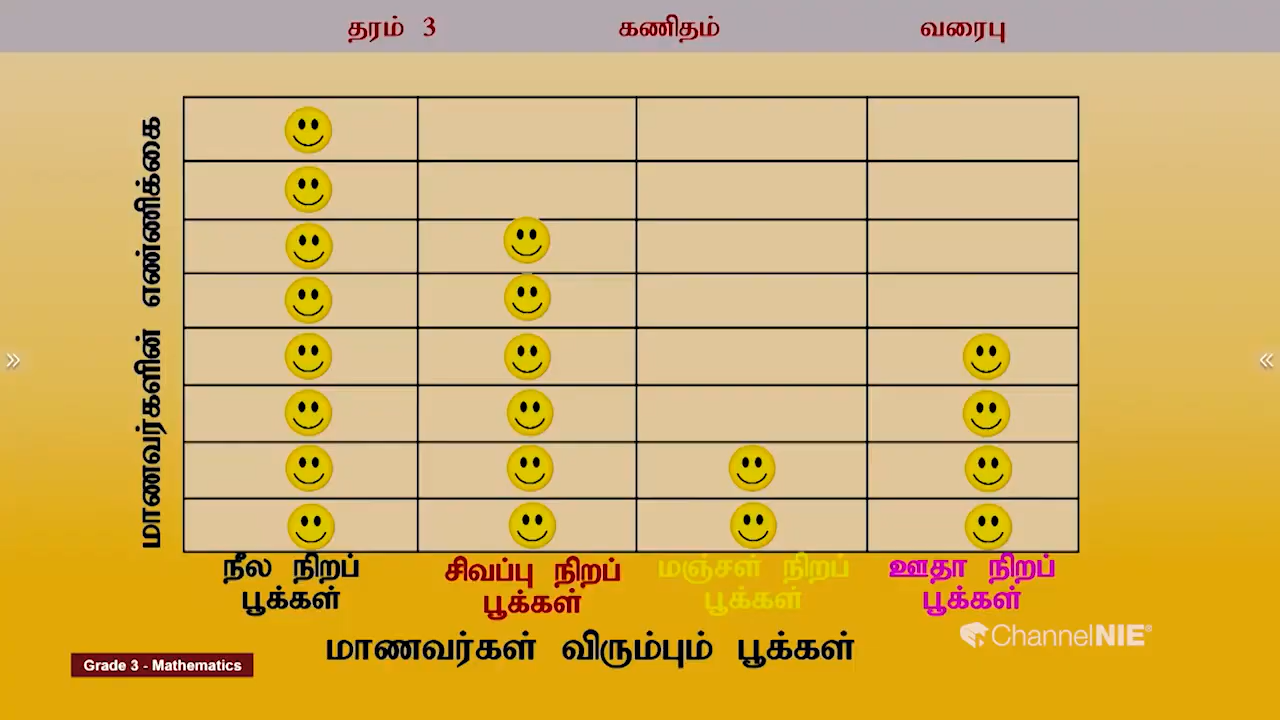 தரம் 3 கணிதம் வரைபு
மாணவர்களின் எண்ணிக்கை
நீல நிறப் பூக்கள்
சிவப்பு நிறப் பூக்கள்
மஞ்சள் நிறப் பூக்கள்
ஊதா நிறப் பூக்கள்
மாணவர்கள் விரும்பும் பூக்கள்
ChannelNIE®
Grade 3 - Mathematics